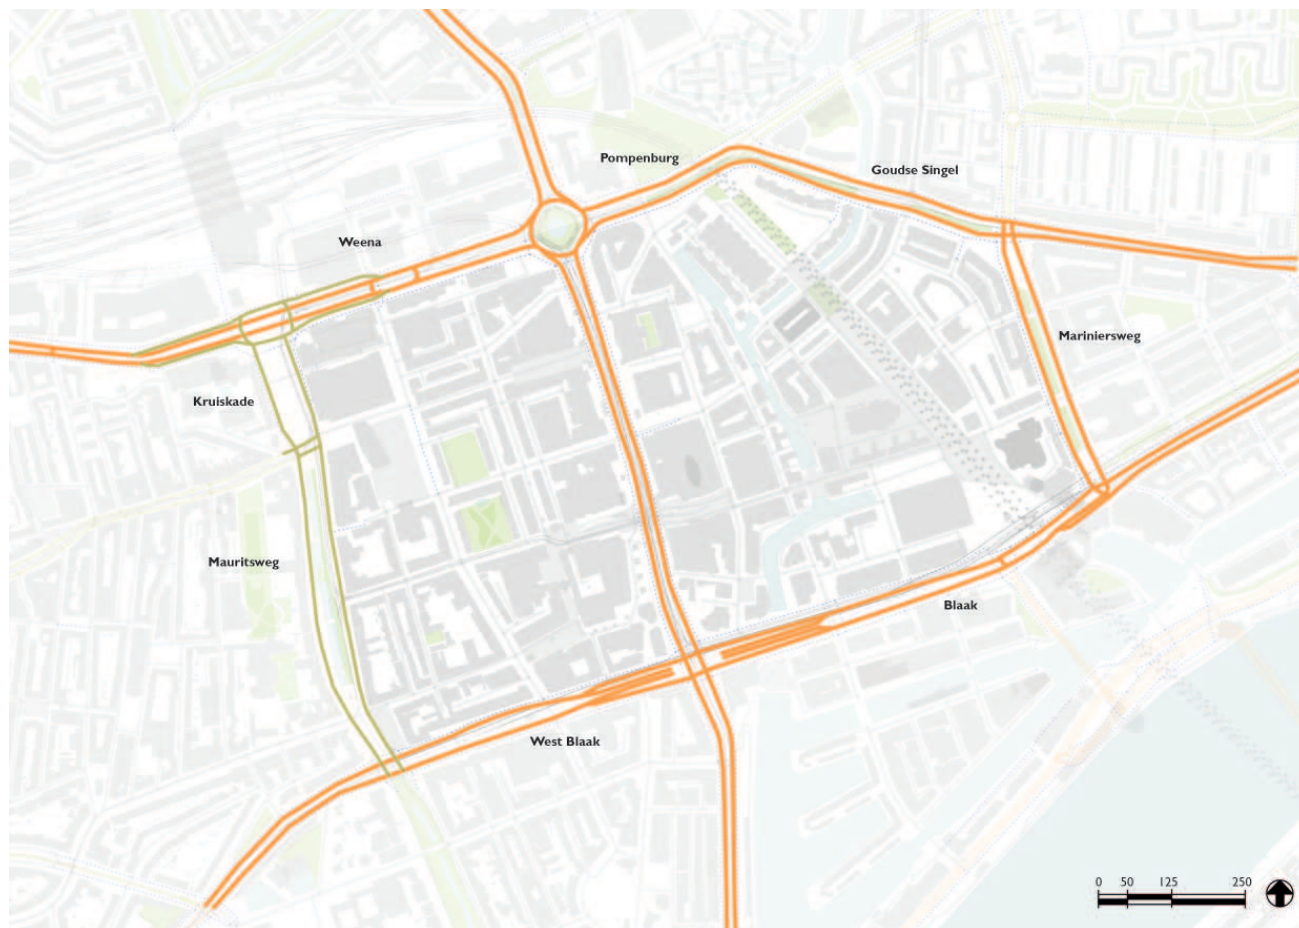 Pompenburg
Goudse Singel
Weena
Mariniersweg
Kruiskade
Mauritsweg
Blaak
West Blaak
0 50 125 250